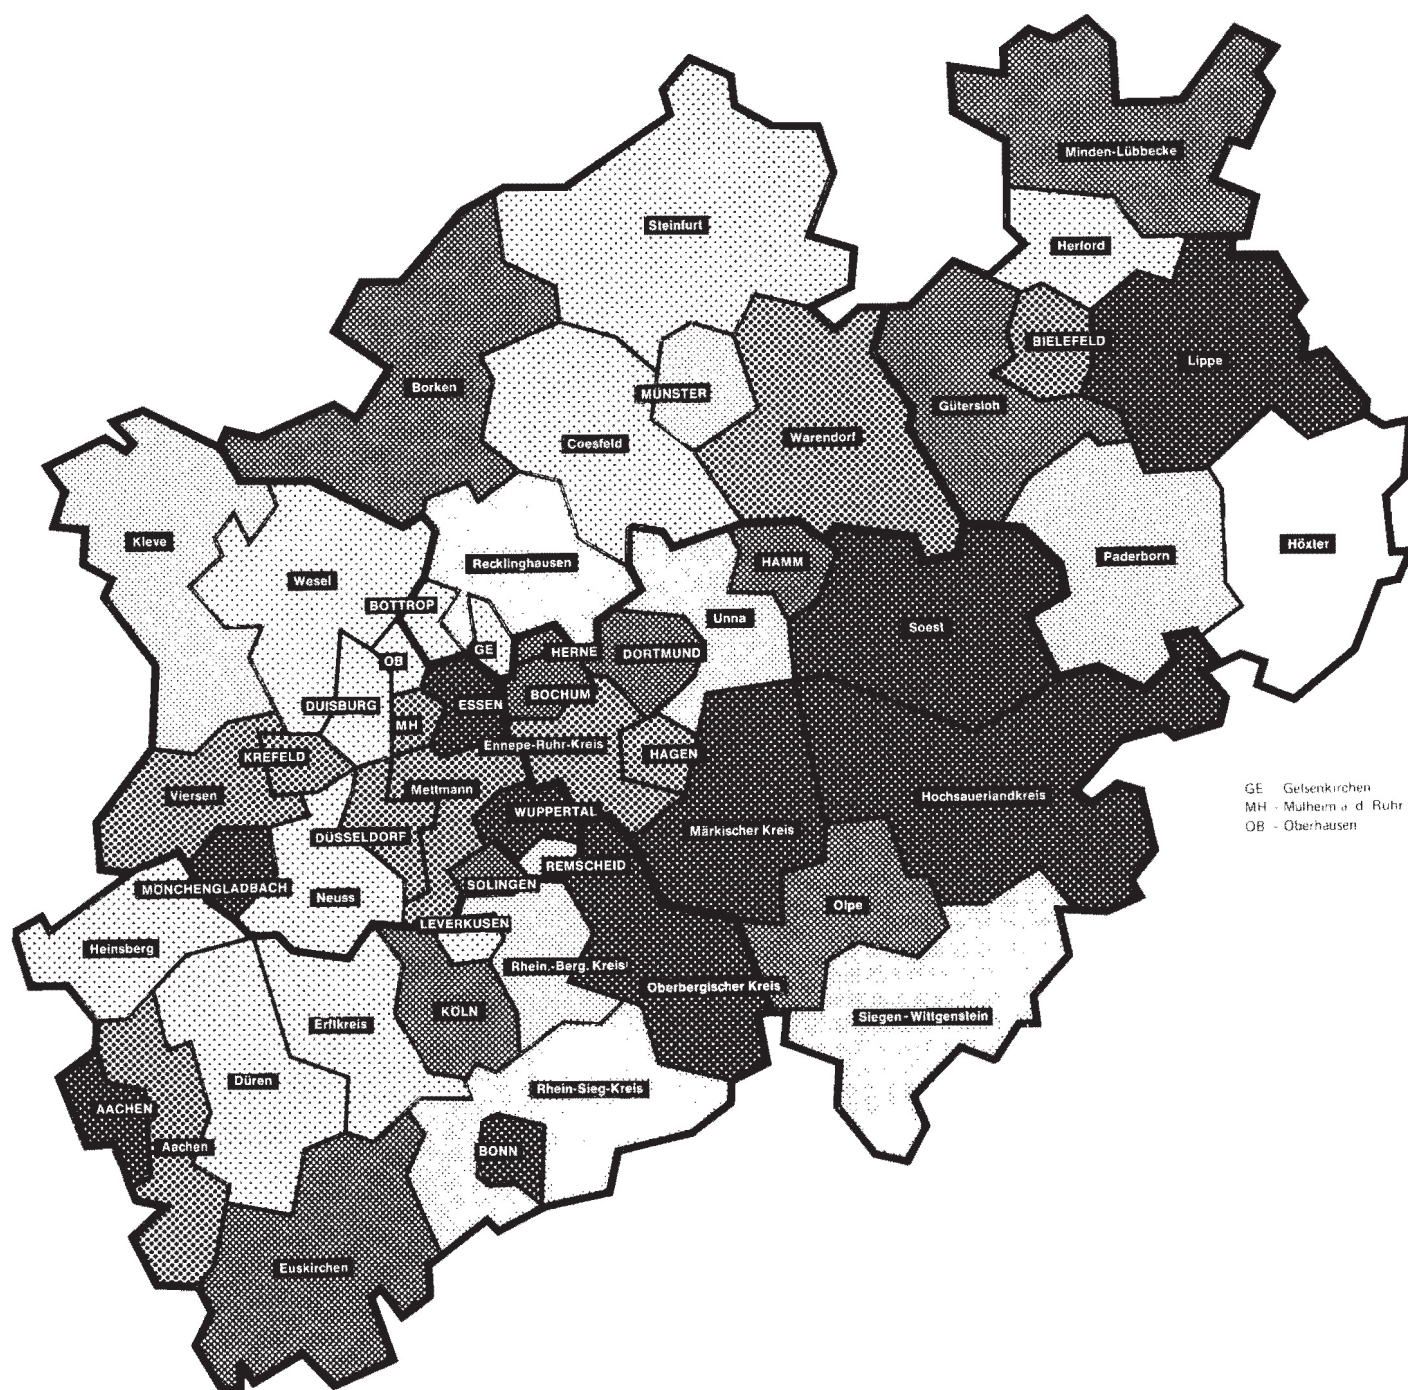 Minden-Lübbecke
Steinfurt
Herford
BIELEFELD
Lippe
Borken
MÜNSTER
Gütersloh
Coesfeld
Warendorf
Kleve
Höxter
Paderborn
Recklinghausen
HAMM
Wesel
BOTTROP
Unna
Soest
GE
HERNE
DORTMUND
OB
BOCHUM
DUISBURG
ESSEN
MH
Ennepe-Ruhr-Kreis
HAGEN
KREFELD
Viersen
Mettmann
Hochsauerlandkreis
GE Gelsenkirchen
MH - Mülheim a d Ruhr
OB - Oberhausen
WUPPERTAL
DÜSSELDORF
Märkischer Kreis
REMSCHEID
MÖNCHENGLADBACH
SOLINGEN
Neuss
Olpe
LEVERKUSEN
Heinsberg
Rhein.-Berg. Kreis
Oberbergischer Kreis
KÖLN
Siegen-Wittgenstein
Erftkreis
Düren
Rhein-Sieg-Kreis
AACHEN
Aachen
BONN
Euskirchen